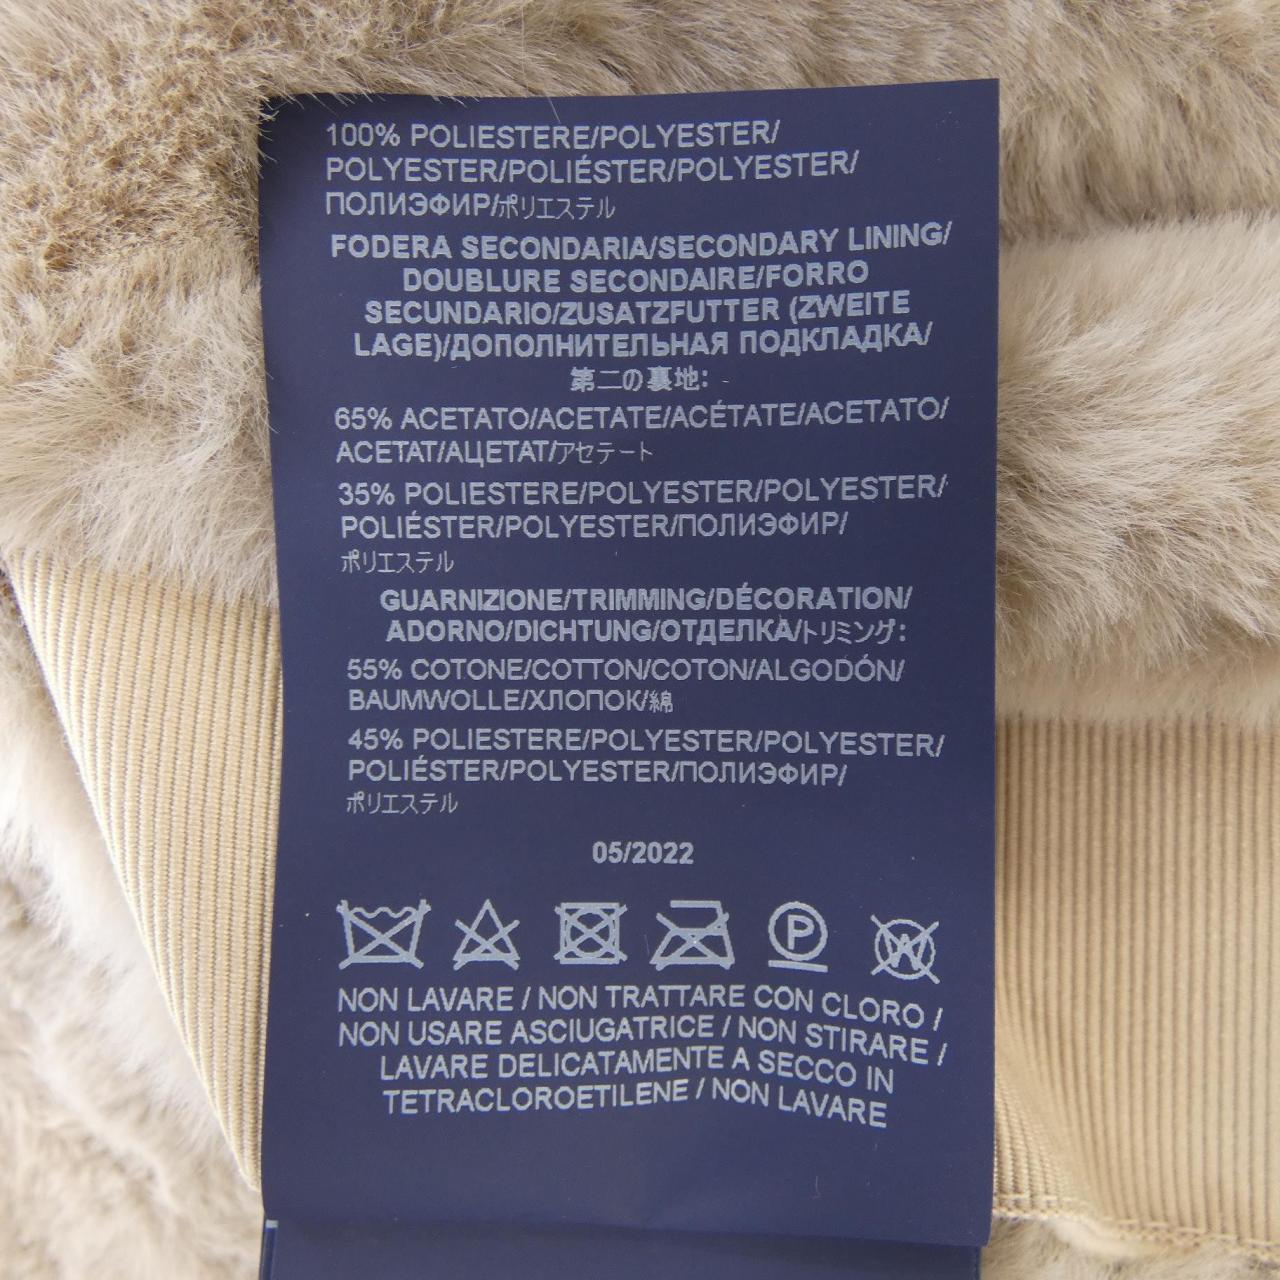 100% POLIESTERE/POLYESTER/
POLYESTER/POLIÉSTER/POLYESTER/
ПОЛИЭФИР/ポリエステル
FODERA SECONDARIA/SECONDARY LINING/
DOUBLURE SECONDAIRE/FORRO
SECUNDARIO/ZUSATZFUTTER (ZWEITE
LAGE)/ДОПОЛНИТЕЛЬНАЯ ПОДКЛАДКА/
第二の裏地:
65% ACETATO/ACETATE/ACÉTATE/ACETATO/
ACETAT/АЦЕТАТ/アセテート
35% POLIESTERE/POLYESTER/POLYESTER/
POLIÉSTER/POLYESTER/ПОЛИЭФИР/
ポリエステル
GUARNIZIONE/TRIMMING/DÉCORATION/
ADORNO/DICHTUNG/ОТДЕЛКА/トリミング:
55% COTONE/COTTON/COTON/ALGODÓN/
BAUMWOLLE/ХЛОПОК/綿
45% POLIESTERE/POLYESTER/POLYESTER/
POLIÉSTER/POLYESTER/ПОЛИЭФИР/
ポリエステル
05/2022
P W
NON LAVARE / NON TRATTARE CON CLORO /
NON USARE ASCIUGATRICE / NON STIRARE /
LAVARE DELICATAMENTE A SECCO IN
TETRACLOROETILENE / NON LAVARE